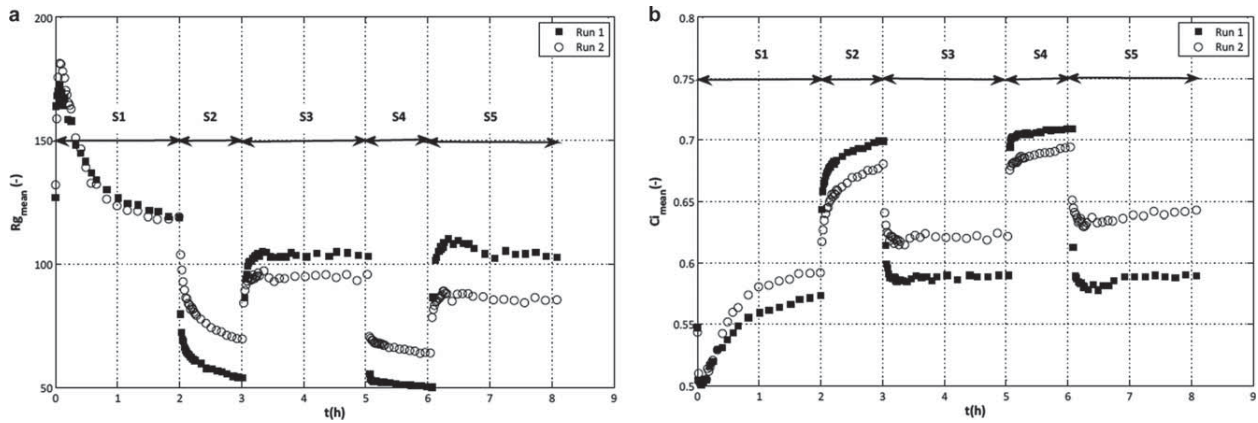 a
200
150
100
50
Rg mean (-)
0 1 2 3 4 5 6 7 8 9
t(h)
S1 S2 S3 S4 S5
Run 1
Run 2
b
0.8
0.75
0.7
0.65
0.6
0.55
0.5
Ci mean (-)
0 1 2 3 4 5 6 7 8 9
t(h)
S1 S2 S3 S4 S5
Run 1
Run 2